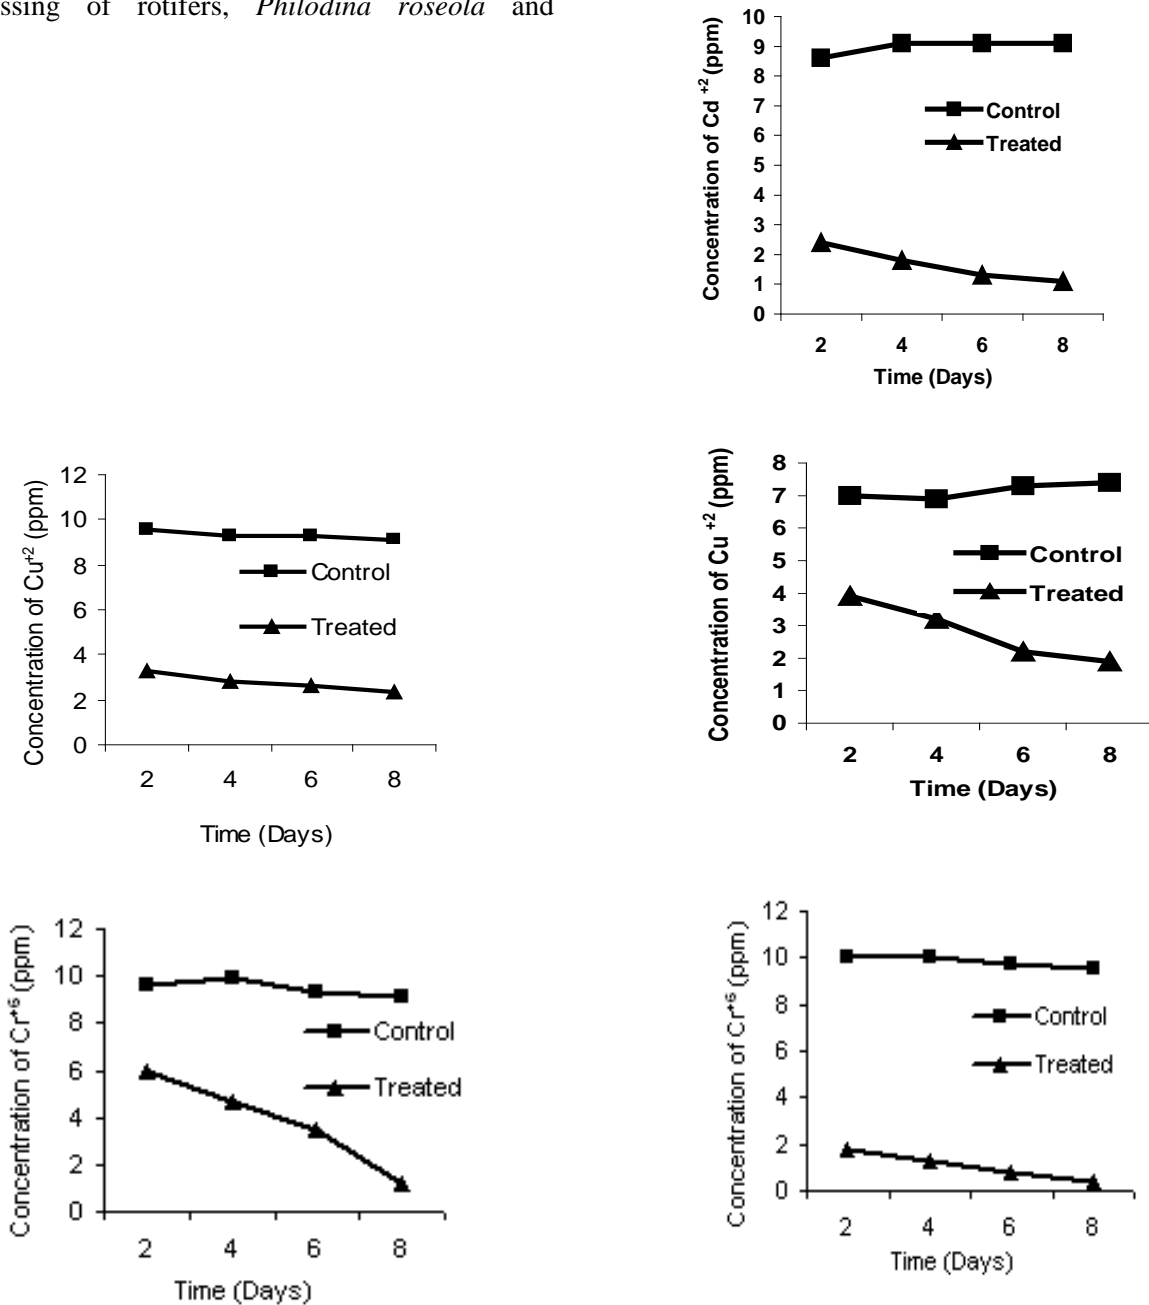 ssing of rotifers, Philodina roseola and
10
9
8
7
6
5
4
3
2
1
0
Concentration of Cd +2 (ppm)
Control
Treated
2 4 6 8
Time (Days)
12
10
8
6
4
2
0
Concentration of Cu+2 (ppm)
Control
Treated
2 4 6 8
Time (Days)
8
7
6
5
4
3
2
1
0
Concentration of Cu +2 (ppm)
Control
Treated
2 4 6 8
Time (Days)
12
10
8
6
4
2
0
Concentration of Cr+6 (ppm)
Control
Treated
2 4 6 8
Time (Days)
12
10
8
6
4
2
0
Concentration of Cr+6 (ppm)
Control
Treated
2 4 6 8
Time (Days)